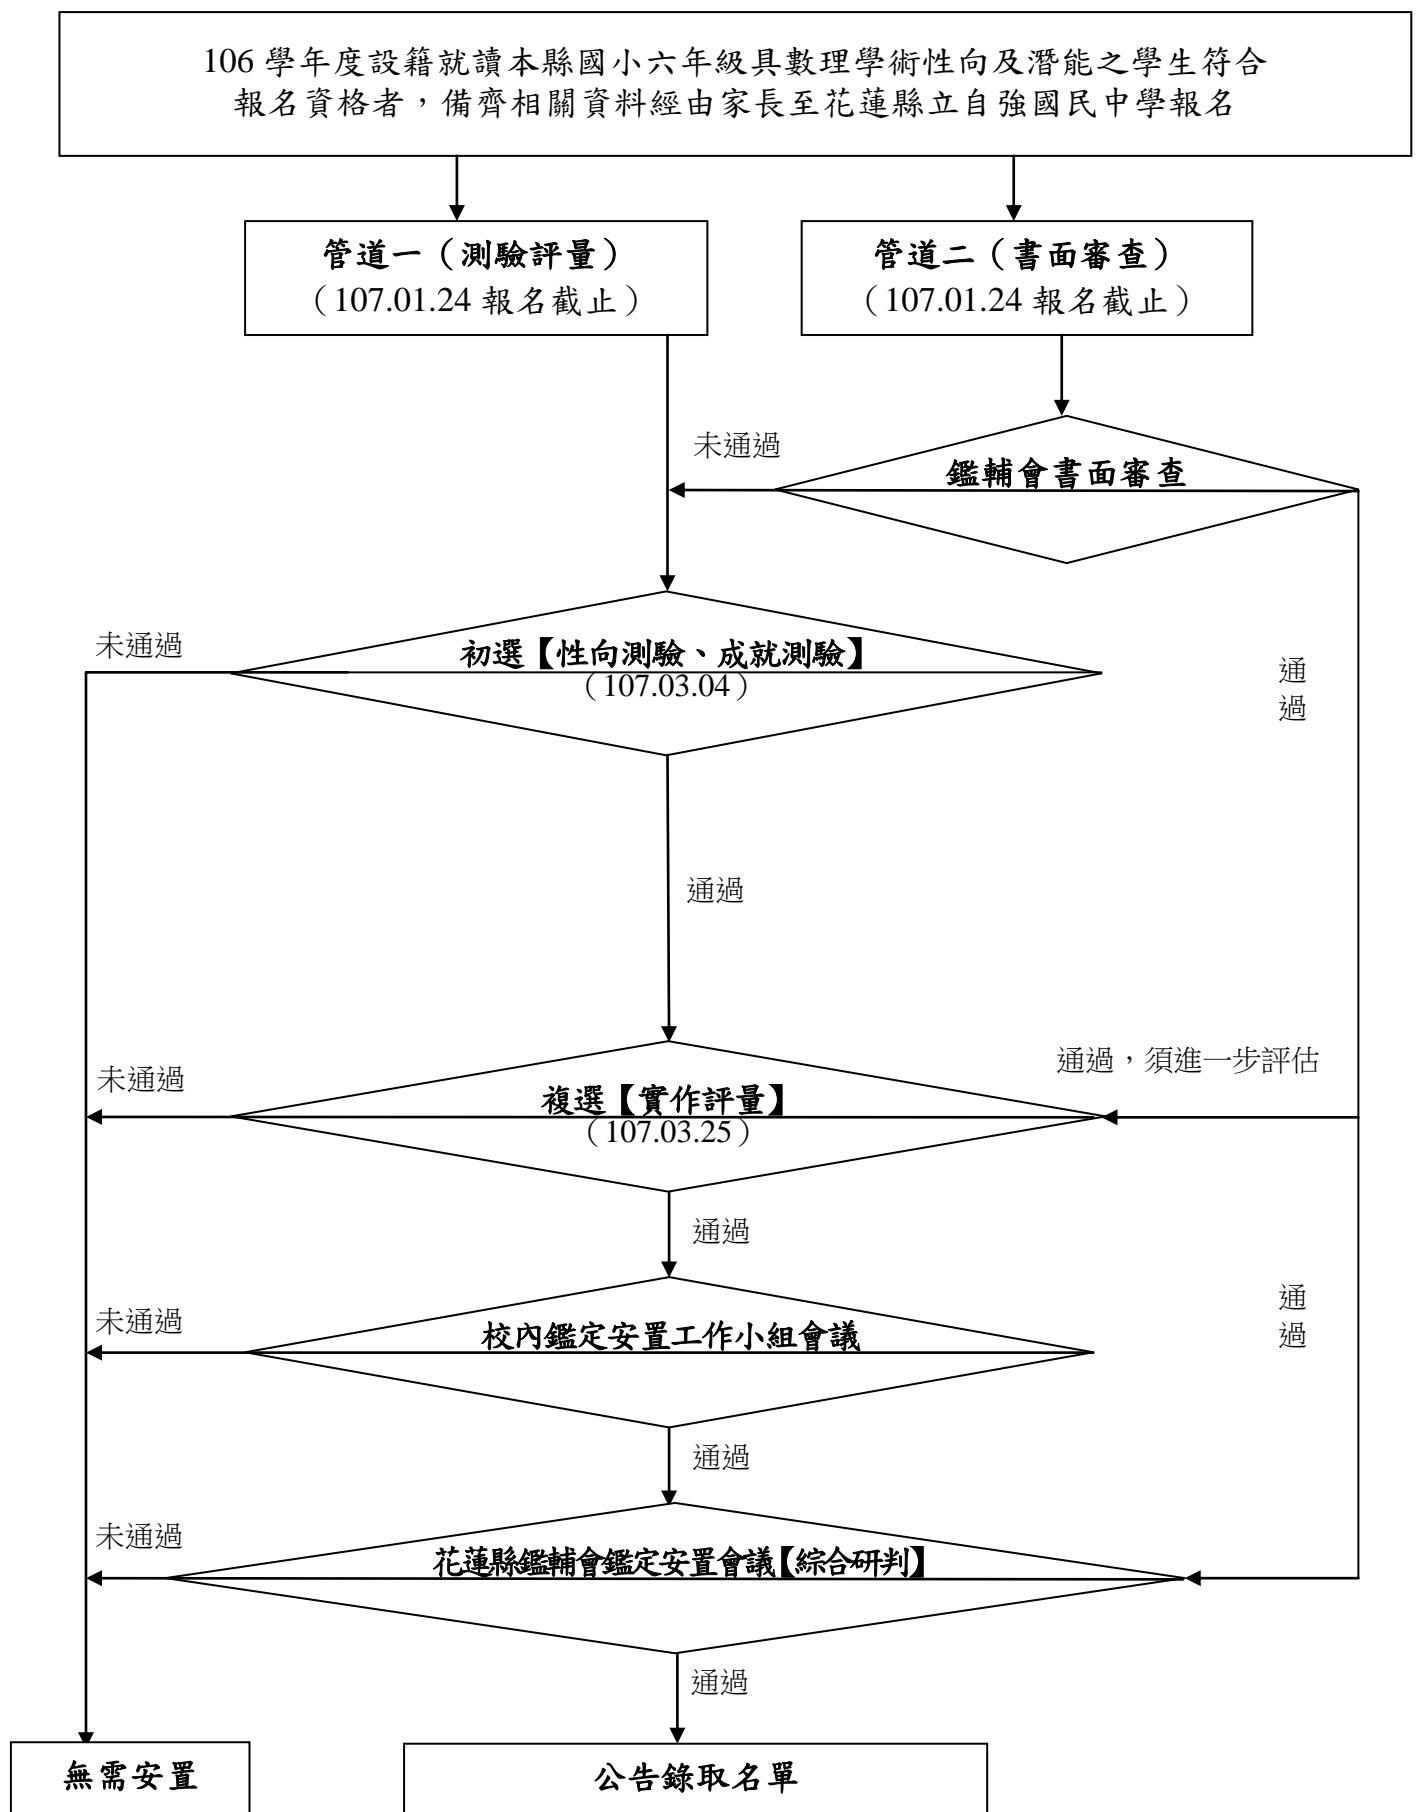 106 學年度設籍就讀本縣國小六年級具數理學術性向及潛能之學生符合
報名資格者，備齊相關資料經由家長至花蓮縣立自強國民中學報名
管道一（測驗評量）
（107.01.24 報名截止）
管道二（書面審查）
（107.01.24 報名截止）
未通過
鑑輔會書面審查
未通過
初選【性向測驗、成就測驗】
（107.03.04）
通
過
通過
通過，須進一步評估
未通過
複選【實作評量】
（107.03.25）
通過
通
過
未通過
校內鑑定安置工作小組會議
通過
未通過
花蓮縣鑑輔會鑑定安置會議【綜合研判】
通過
無需安置
公告錄取名單